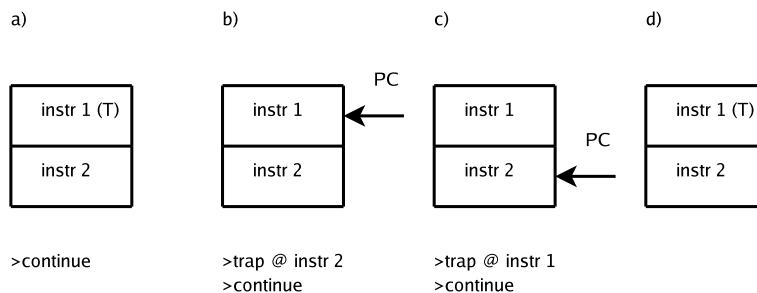 a)
b)
c)
d)
PC
PC
instr 1 (T)
instr 1
instr 1
instr 1 (T)
instr 2
instr 2
instr 2
instr 2
>continue
>trap @ instr 2
>continue
>trap @ instr 1
>continue